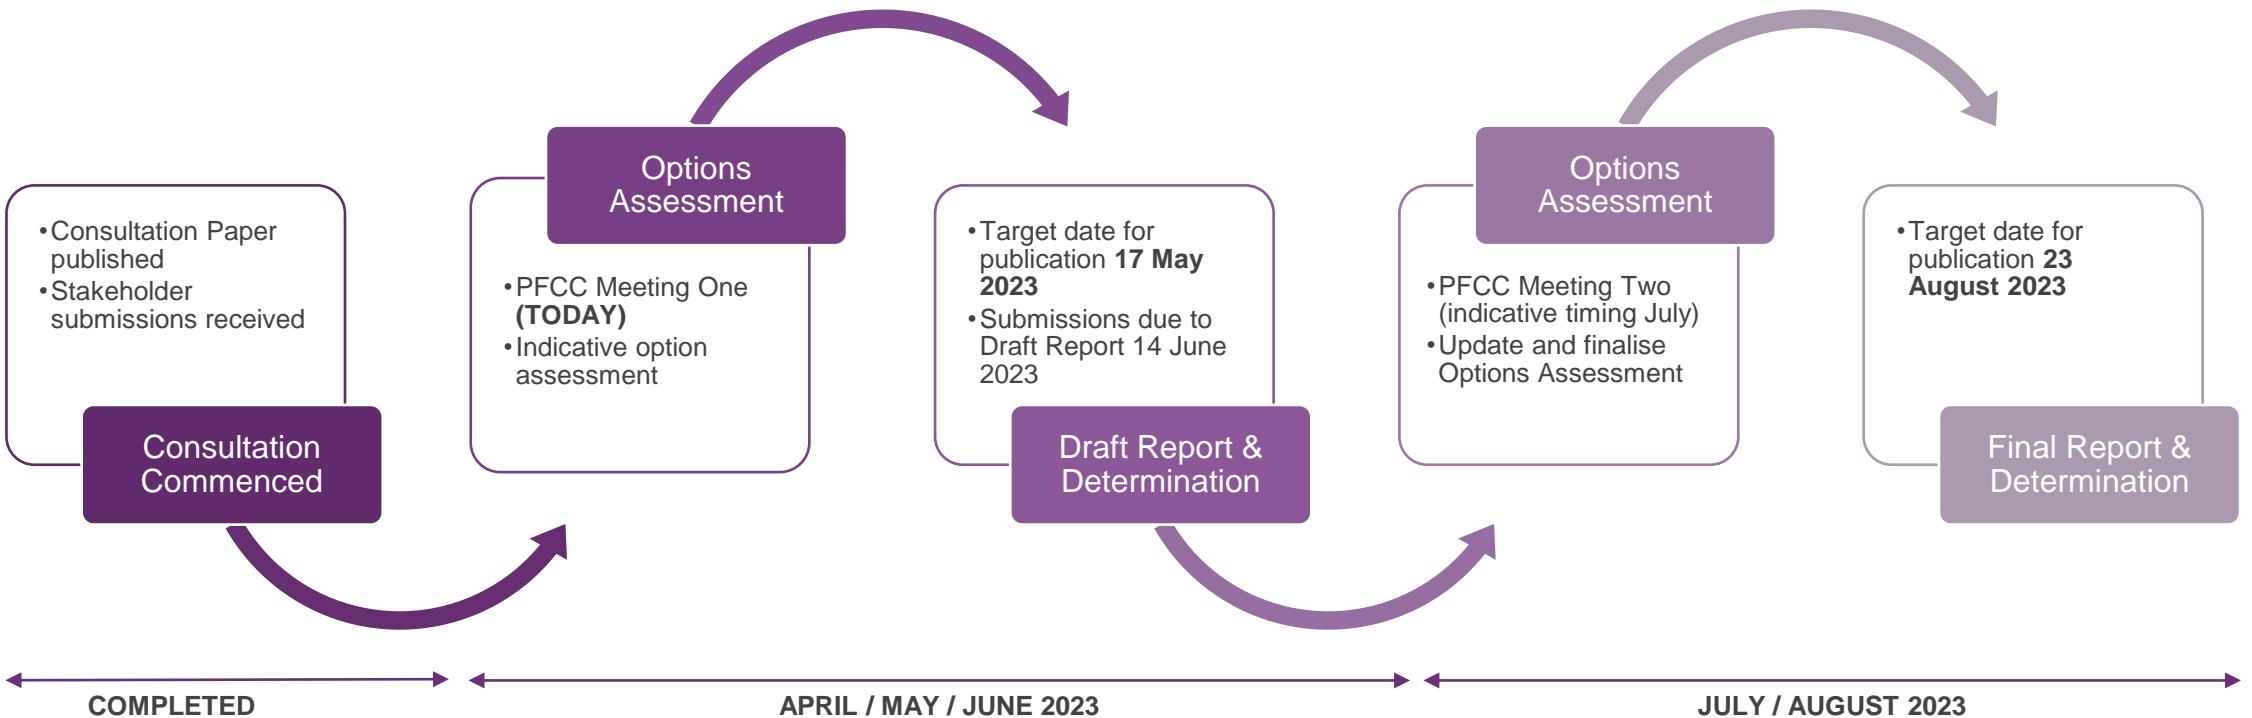 •Consultation Paper
published
•Stakeholder
submissions received
Consultation
Commenced
Options
Assessment
•PFCC Meeting One
(TODAY)
•Indicative option
assessment
•Target date for
publication 17 May
2023
•Submissions due to
Draft Report 14 June
2023
Draft Report &
Determination
Options
Assessment
•PFCC Meeting Two
(indicative timing July)
•Update and finalise
Options Assessment
•Target date for
publication 23
August 2023
Final Report &
Determination
COMPLETED
APRIL / MAY / JUNE 2023
JULY / AUGUST 2023